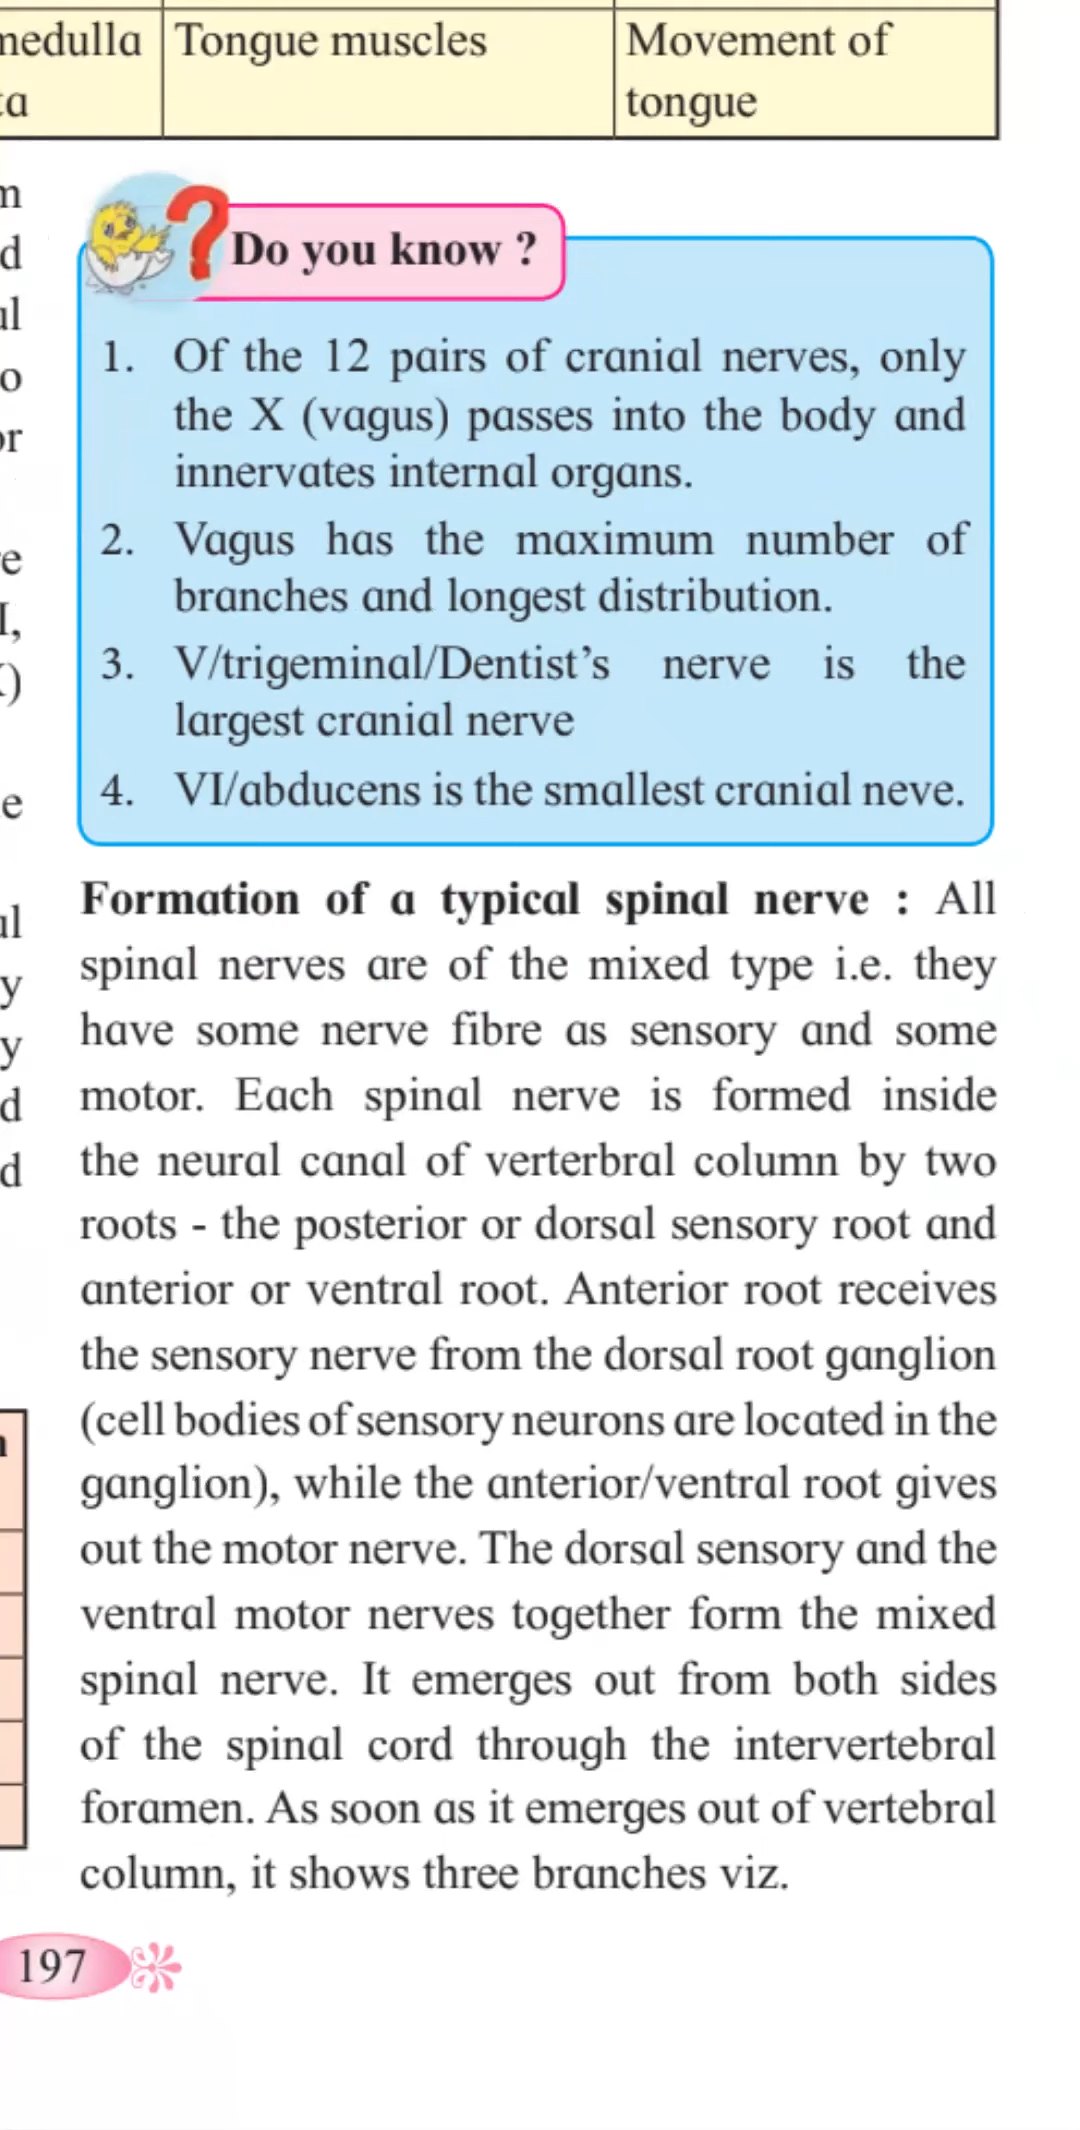 Tongue muscles
Movement of
tongue
Do you know ?
1. Of the 12 pairs of cranial nerves, only
the X (vagus) passes into the body and
innervates internal organs.
2. Vagus has the maximum number of
branches and longest distribution.
3. V/trigeminal/Dentist’s nerve is the
largest cranial nerve
4. VI/abducens is the smallest cranial neve.
Formation of a typical spinal nerve : All
spinal nerves are of the mixed type i.e. they
have some nerve fibre as sensory and some
motor. Each spinal nerve is formed inside
the neural canal of verterbral column by two
roots - the posterior or dorsal sensory root and
anterior or ventral root. Anterior root receives
the sensory nerve from the dorsal root ganglion
(cell bodies of sensory neurons are located in the
ganglion), while the anterior/ventral root gives
out the motor nerve. The dorsal sensory and the
ventral motor nerves together form the mixed
spinal nerve. It emerges out from both sides
of the spinal cord through the intervertebral
foramen. As soon as it emerges out of vertebral
column, it shows three branches viz.
197